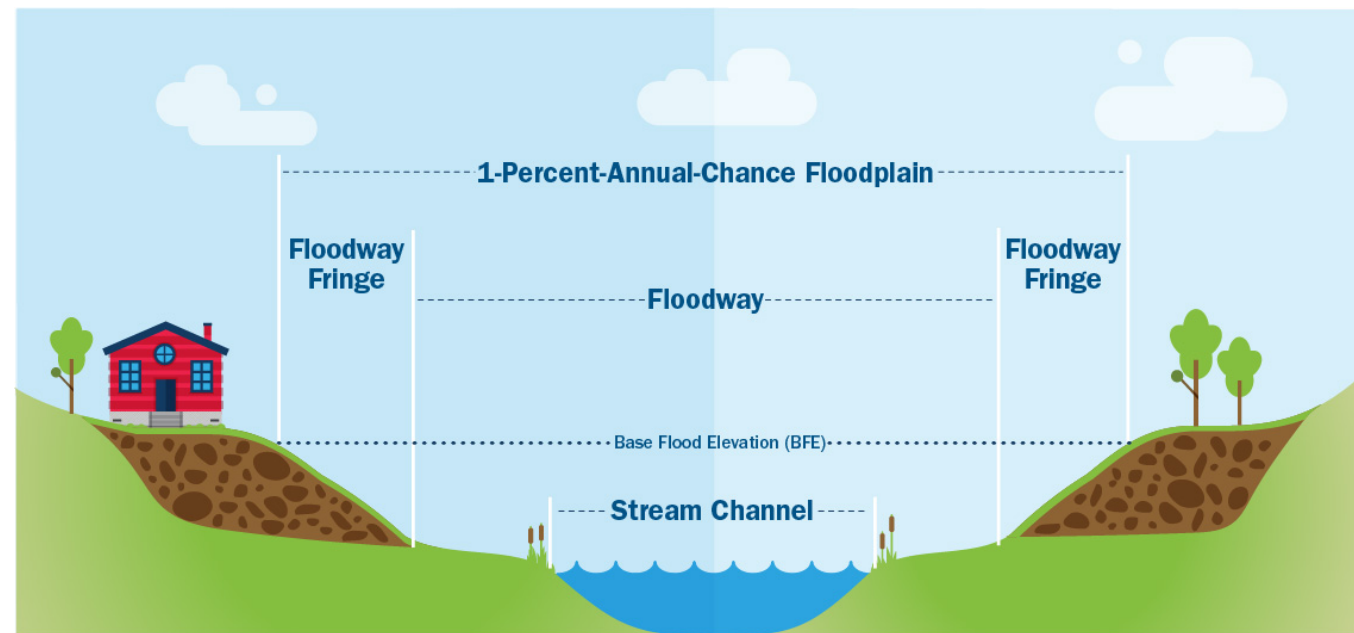 1-Percent-Annual-Chance Floodplain
Floodway
Fringe
Floodway
Fringe
Floodway
Base Flood Elevation (BFE)
Stream Channel